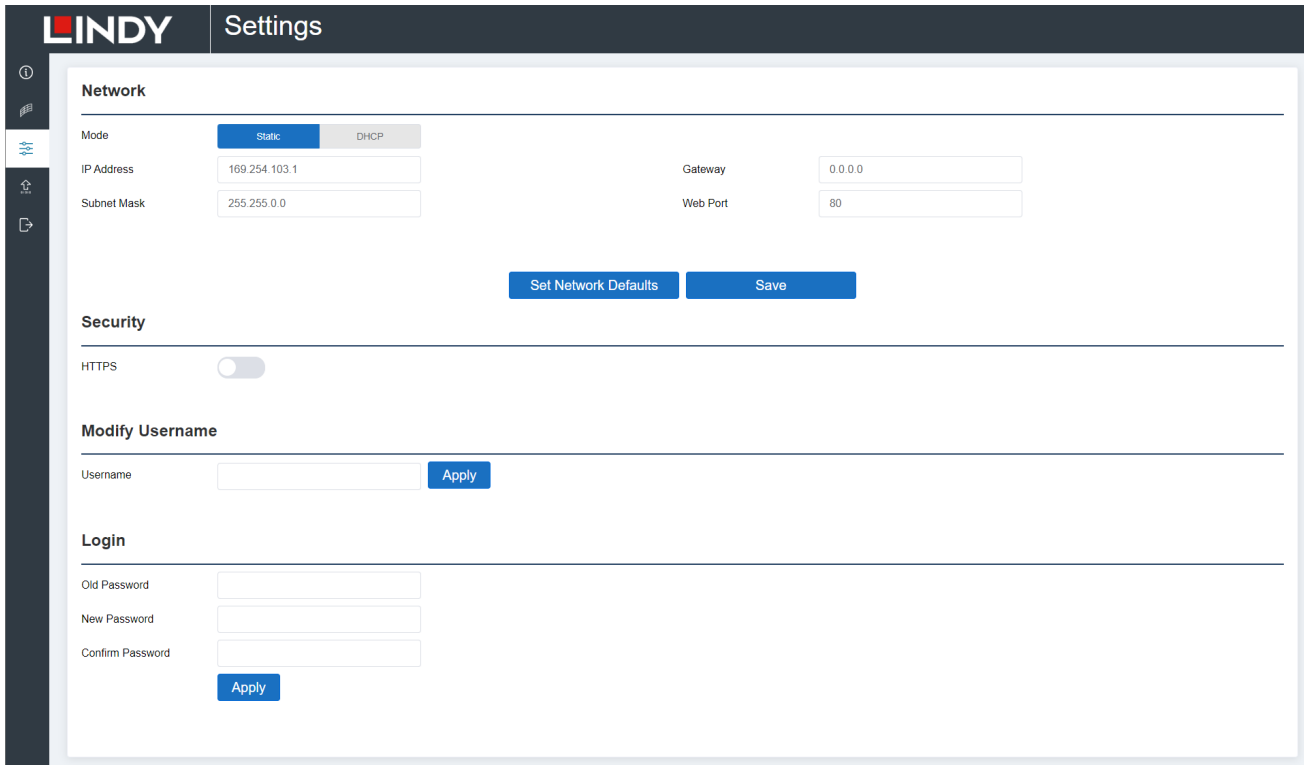 LINDY Settings
Network
Mode Static DHCP
IP Address 169.254.103.1 Gateway 0.0.0.0
Subnet Mask 255.255.0.0 Web Port 80
Set Network Defaults Save
Security
HTTPS
Modify Username
Username Apply
Login
Old Password
New Password
Confirm Password
Apply